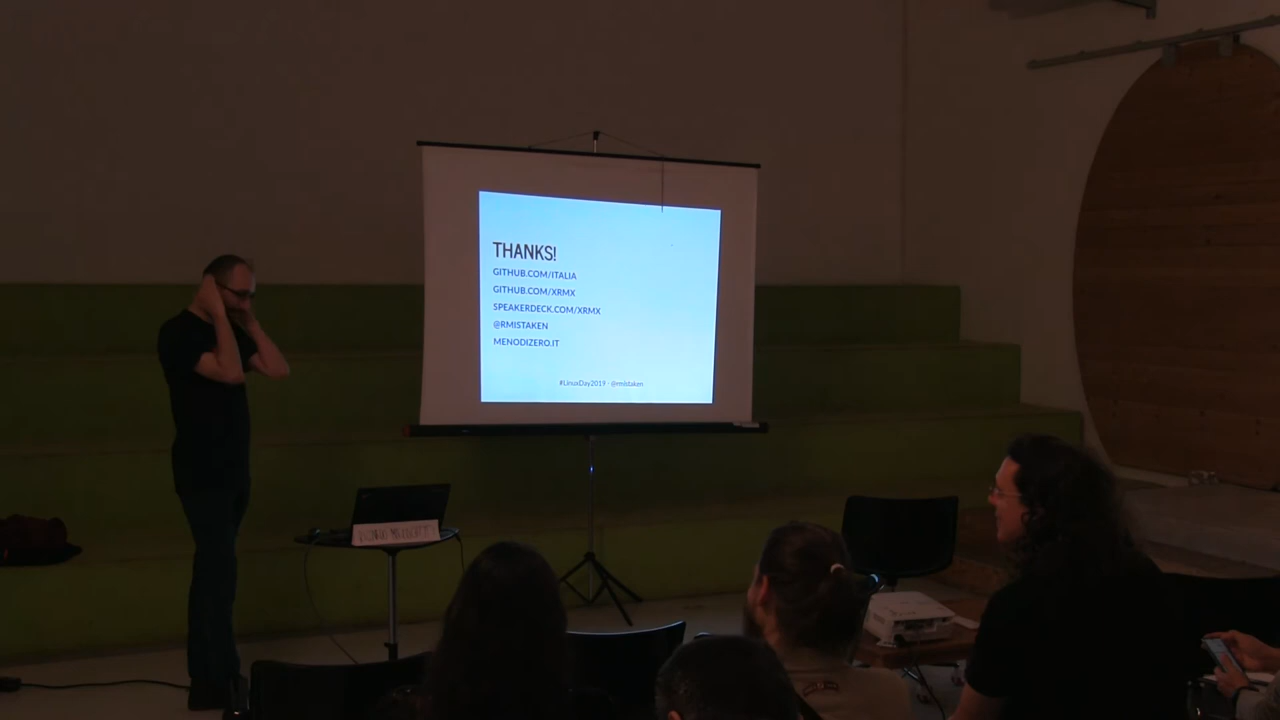 THANKS!
GITHUB.COM/ITALIA
GITHUB.COM/XRMX
SPEAKERDECK.COM/XRMX
@RMISTAKEN
MENODIZERO.IT
#LinuxDay2019 - @rmistaken